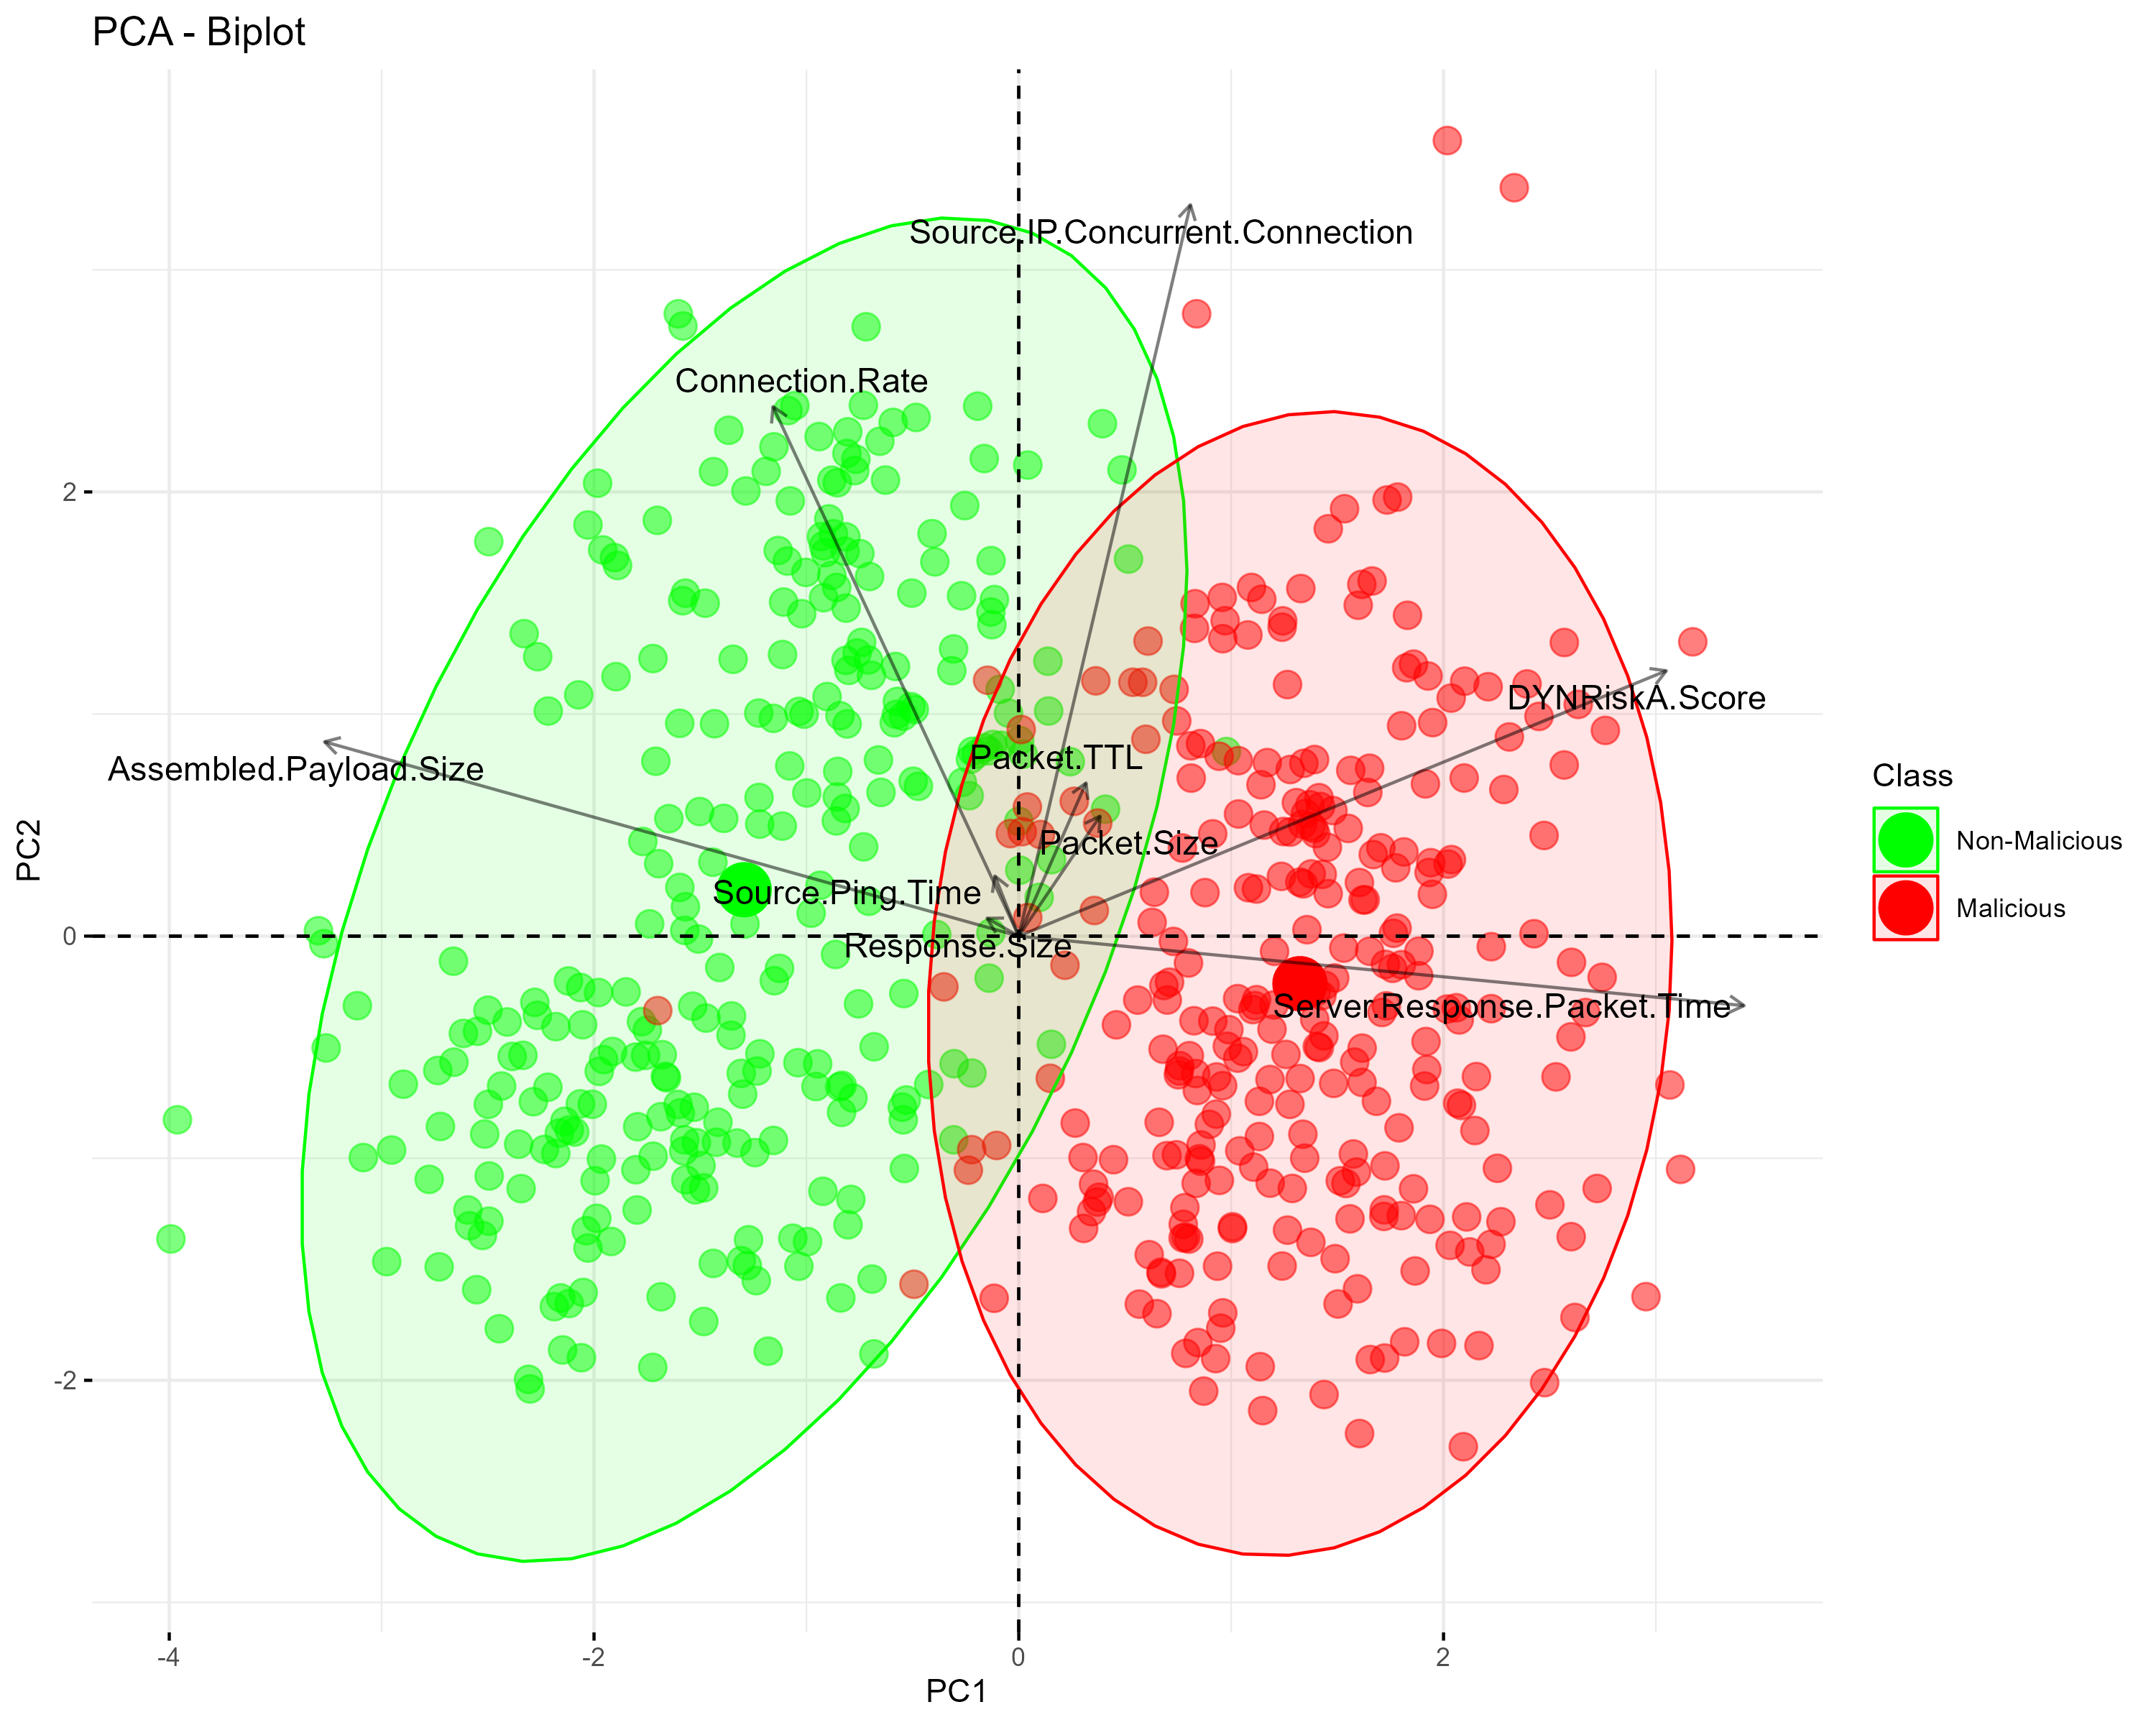 PCA - Biplot
Source.IP.Concurrent.Connection
Connection.Rate
DYNRiskA.Score
Packet.TTL
Assembled.Payload.Size
Packet.Size
Source.Ping.Time
Response.Size
Server.Response.Packet.Time
PC2
2
0
-2
-4
-2
0
2
PC1
Class
Non-Malicious
Malicious